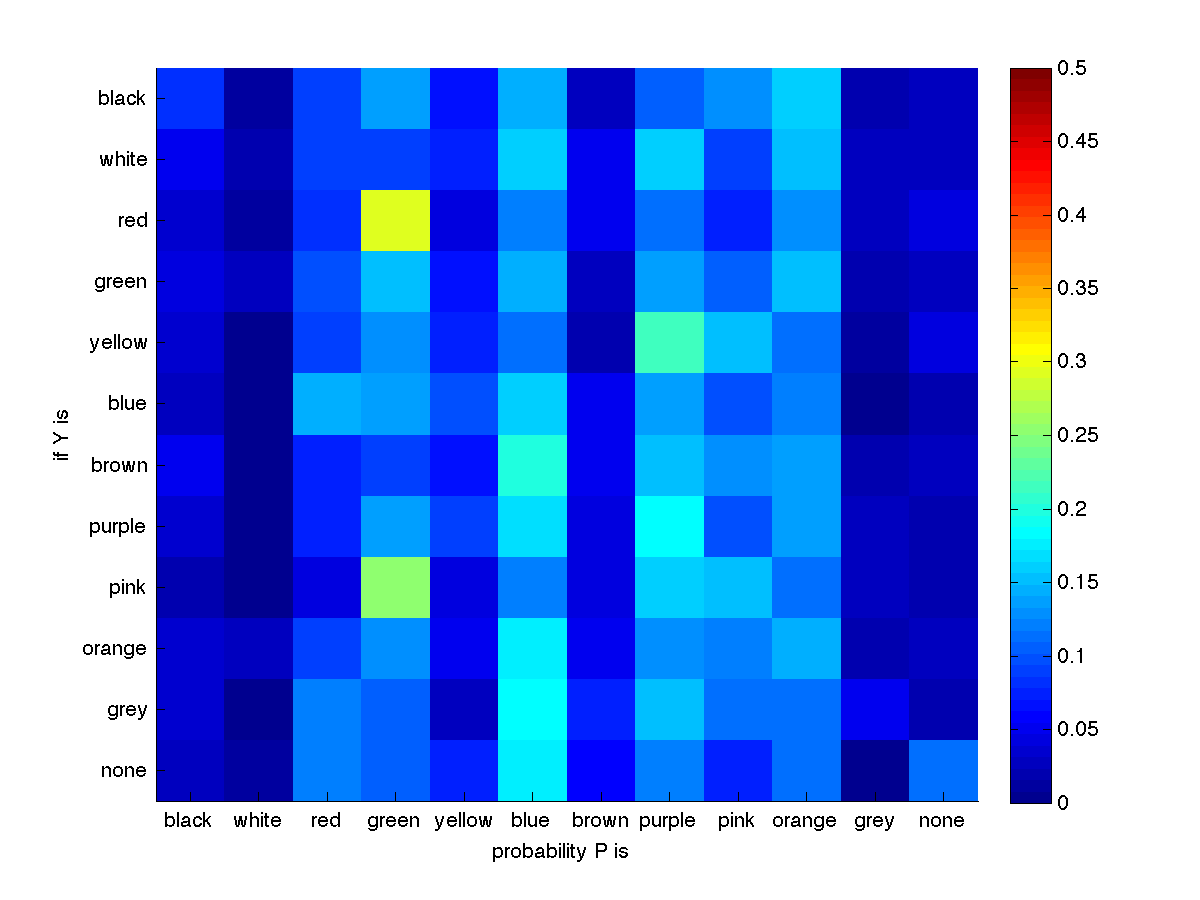 black
white
red
green
yellow
blue
brown
purple
pink
orange
grey
none
if Y is
black white red green yellow blue brown purple pink orange grey none
probability P is
0.5
0.45
0.4
0.35
0.3
0.25
0.2
0.15
0.1
0.05
0